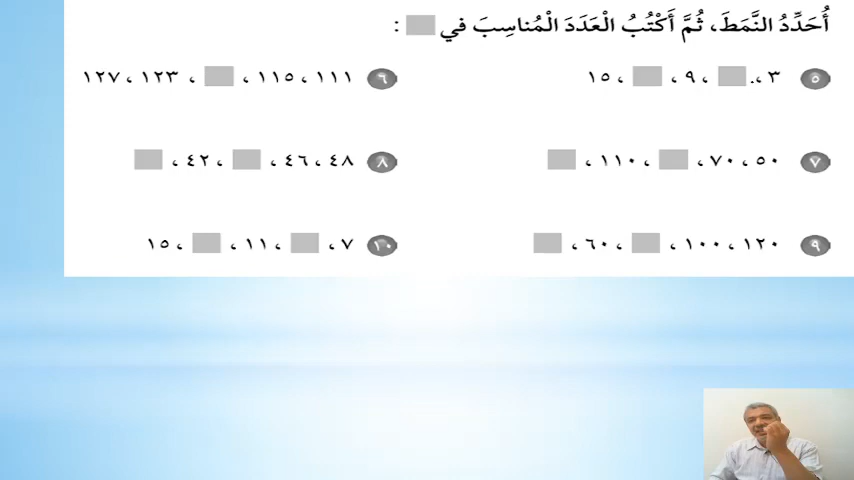 أُحَدِّدُ النَّمَطَ، ثُمَّ أَكْتُبُ الْعَدَدَ الْمُناسِبَ في :
٥ ٣ ،. ، ٩ ، ، ١٥
٦ ١١١ ، ١١٥ ، ، ١٢٣ ، ١٢٧
٧ ٥٠ ، ٧٠ ، ، ١١٠ ،
٨ ٤٨ ، ٤٦ ، ، ٤٢ ،
٩ ١٢٠ ، ١٠٠ ، ، ٦٠ ،
١٠ ٧ ، ، ١١ ، ، ١٥